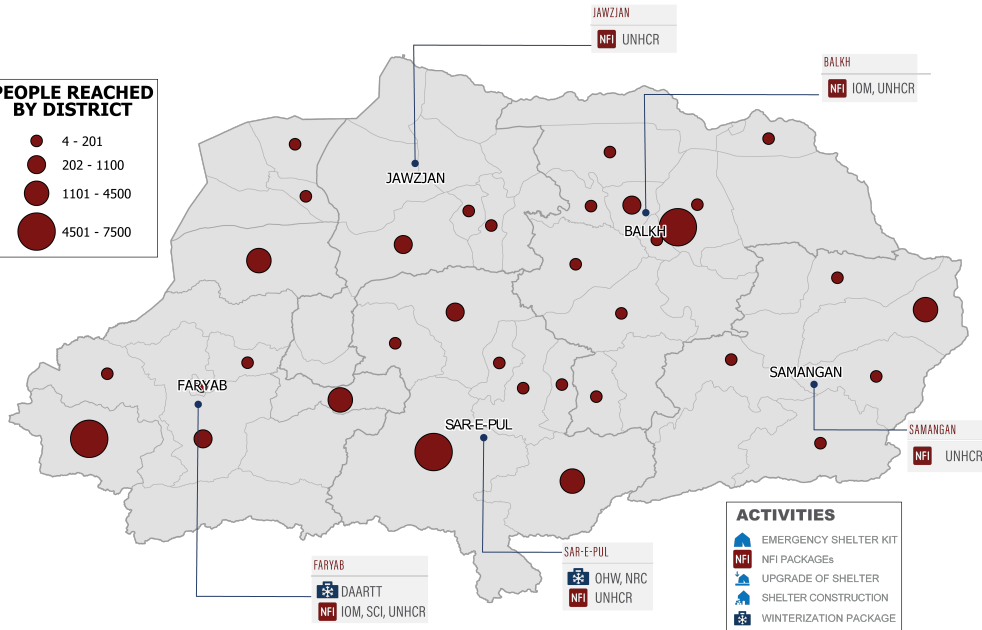 JAWZJAN
NFI UNHCR
BALKH
NFI IOM, UNHCR
PEOPLE REACHED
BY DISTRICT
4 - 201
202 - 1100
1101 - 4500
4501 - 7500
JAWZJAN
BALKH
FARYAB
SAMANGAN
SAR-E-PUL
SAMANGAN
NFI UNHCR
FARYAB
DAARTT
NFI IOM, SCI, UNHCR
SAR-E-PUL
OHW, NRC
NFI UNHCR
ACTIVITIES
EMERGENCY SHELTER KIT
NFI NFI PACKAGEs
UPGRADE OF SHELTER
SHELTER CONSTRUCTION
WINTERIZATION PACKAGE